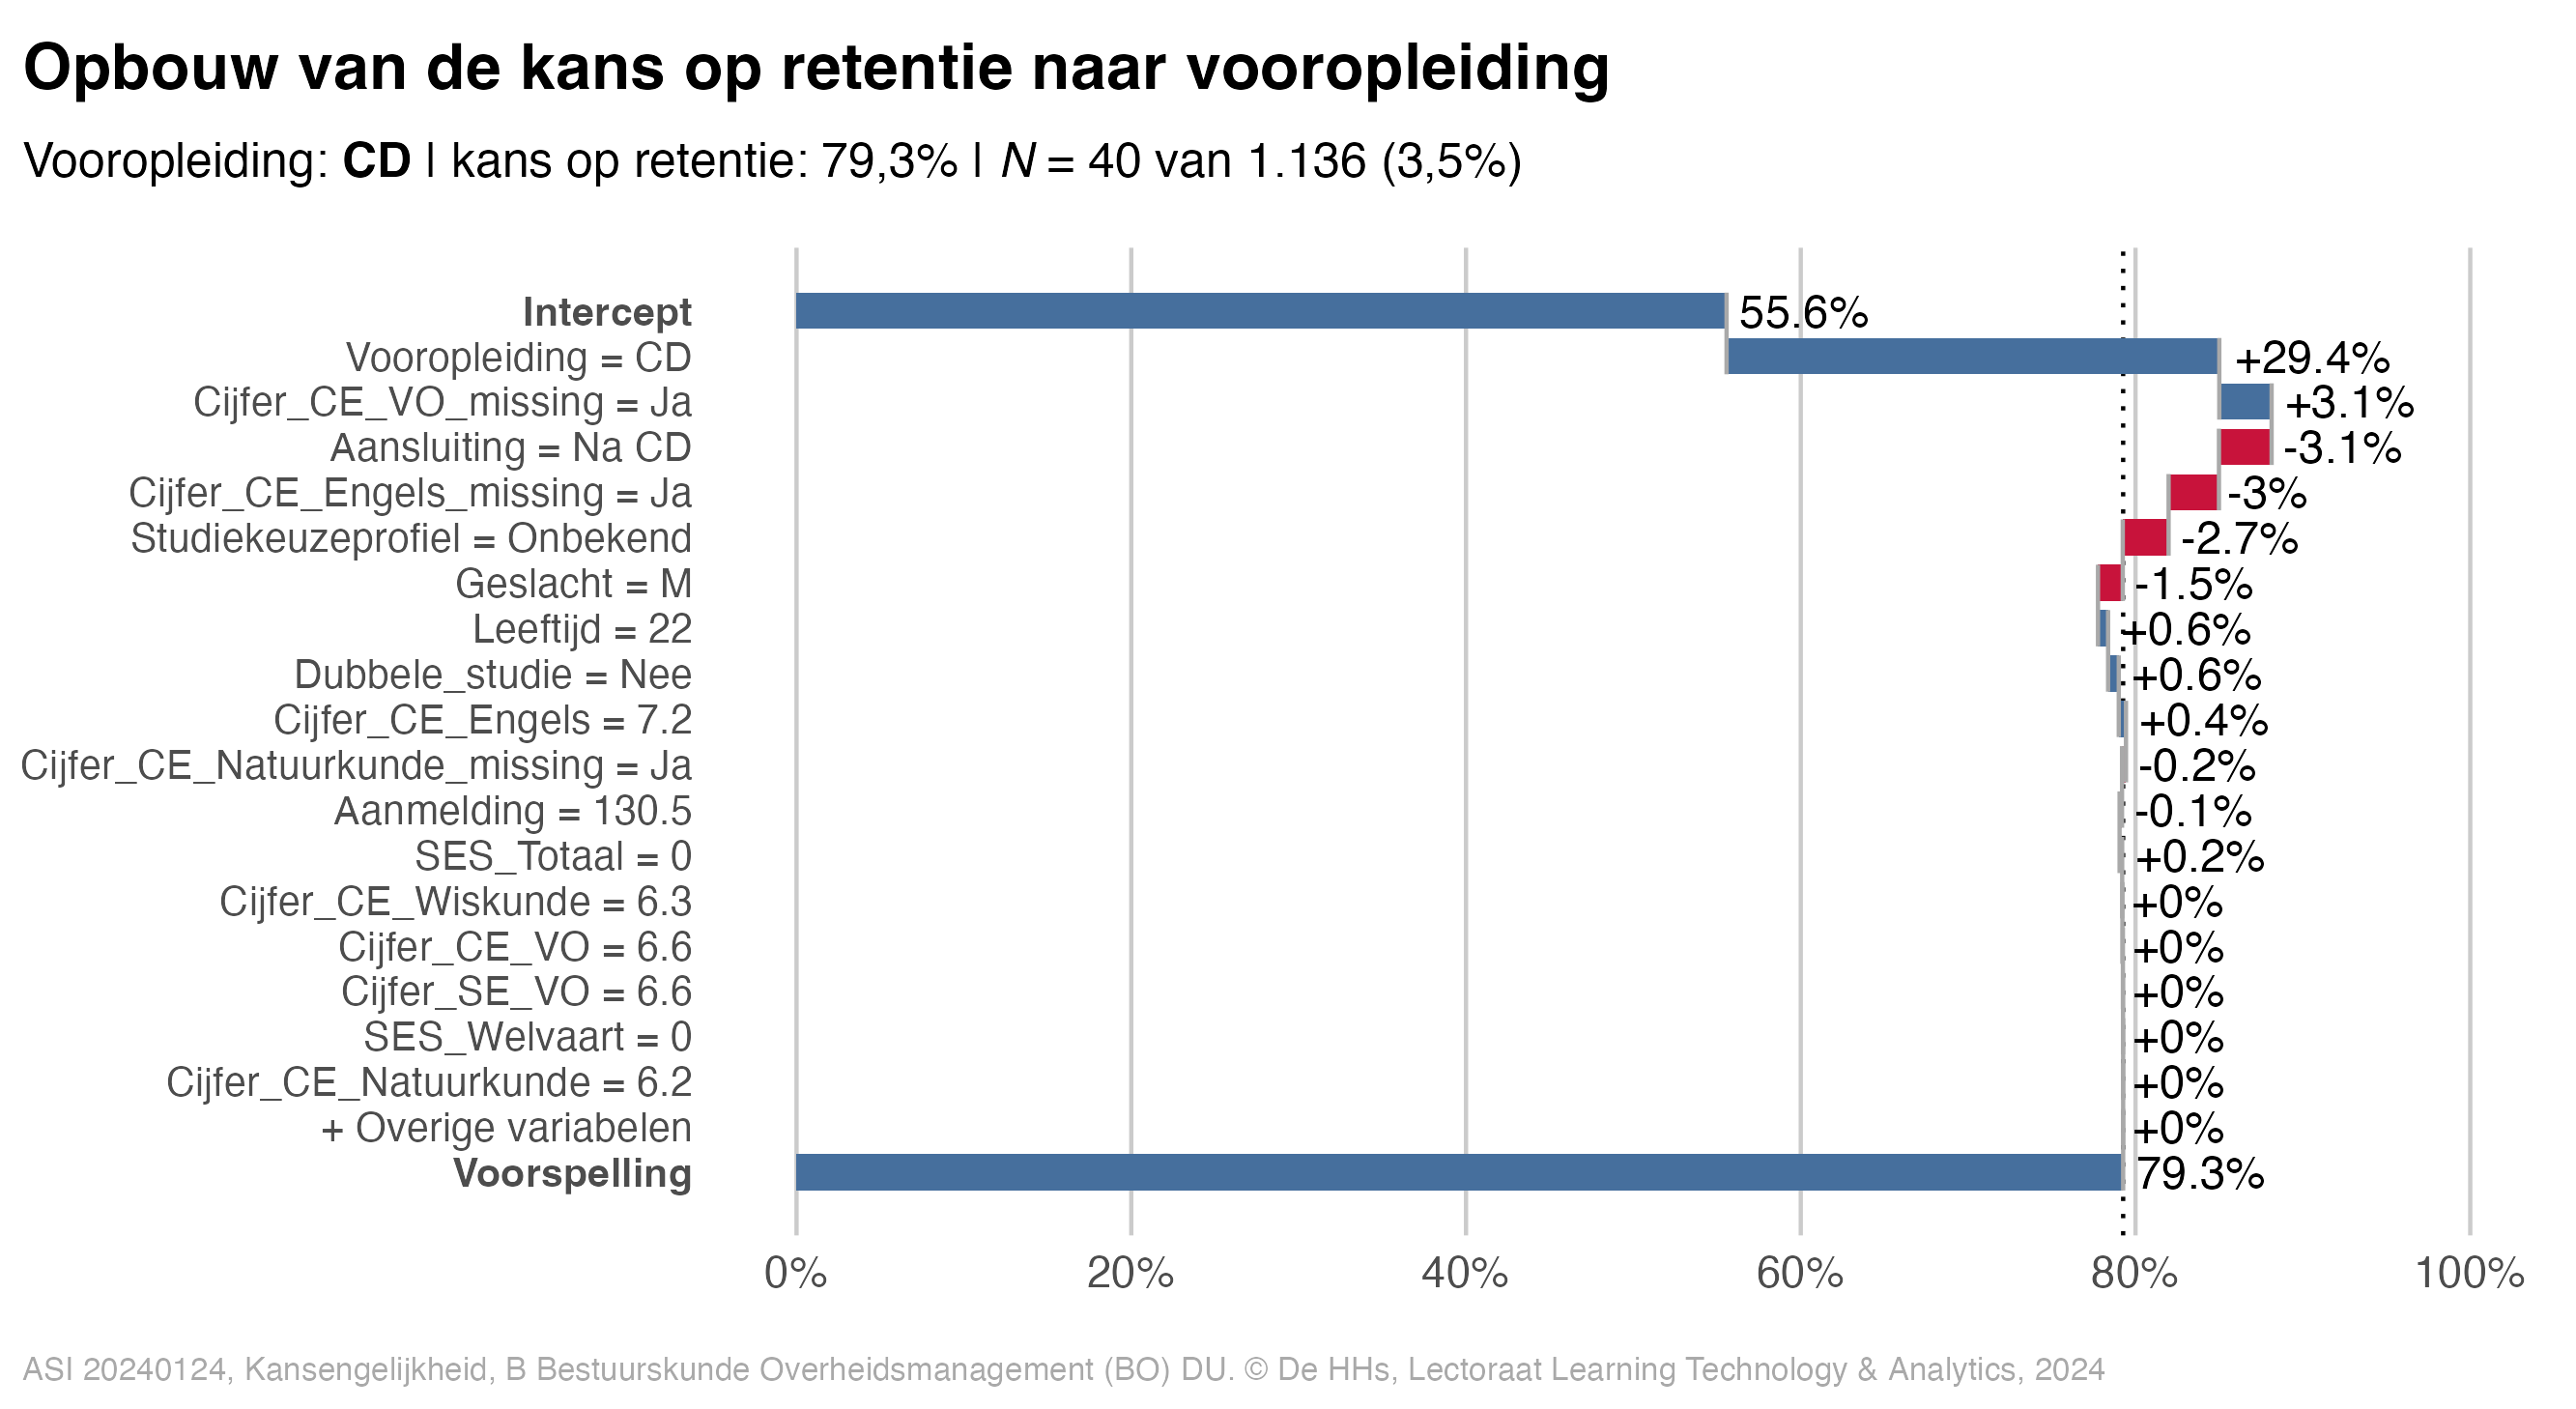 Opbouw van de kans op retentie naar vooropleiding
Vooropleiding: CD | kans op retentie: 79,3% | N = 40 van 1.136 (3,5%)
Intercept 55.6%
Vooropleiding = CD +29.4%
Cijfer_CE_VO_missing = Ja +3.1%
Aansluiting = Na CD -3.1%
Cijfer_CE_Engels_missing = Ja -3%
Studiekeuzeprofiel = Onbekend -2.7%
Geslacht = M -1.5%
Leeftijd = 22 +0.6%
Dubbele_studie = Nee +0.6%
Cijfer_CE_Engels = 7.2 +0.4%
Cijfer_CE_Natuurkunde_missing = Ja -0.2%
Aanmelding = 130.5 -0.1%
SES_Totaal = 0 +0.2%
Cijfer_CE_Wiskunde = 6.3 +0%
Cijfer_CE_VO = 6.6 +0%
Cijfer_SE_VO = 6.6 +0%
SES_Welvaart = 0 +0%
Cijfer_CE_Natuurkunde = 6.2 +0%
+ Overige variabelen +0%
Voorspelling 79.3%
0% 20% 40% 60% 80% 100%
ASI 20240124, Kansengelijkheid, B Bestuurskunde Overheidsmanagement (BO) DU. © De HHs, Lectoraat Learning Technology & Analytics, 2024